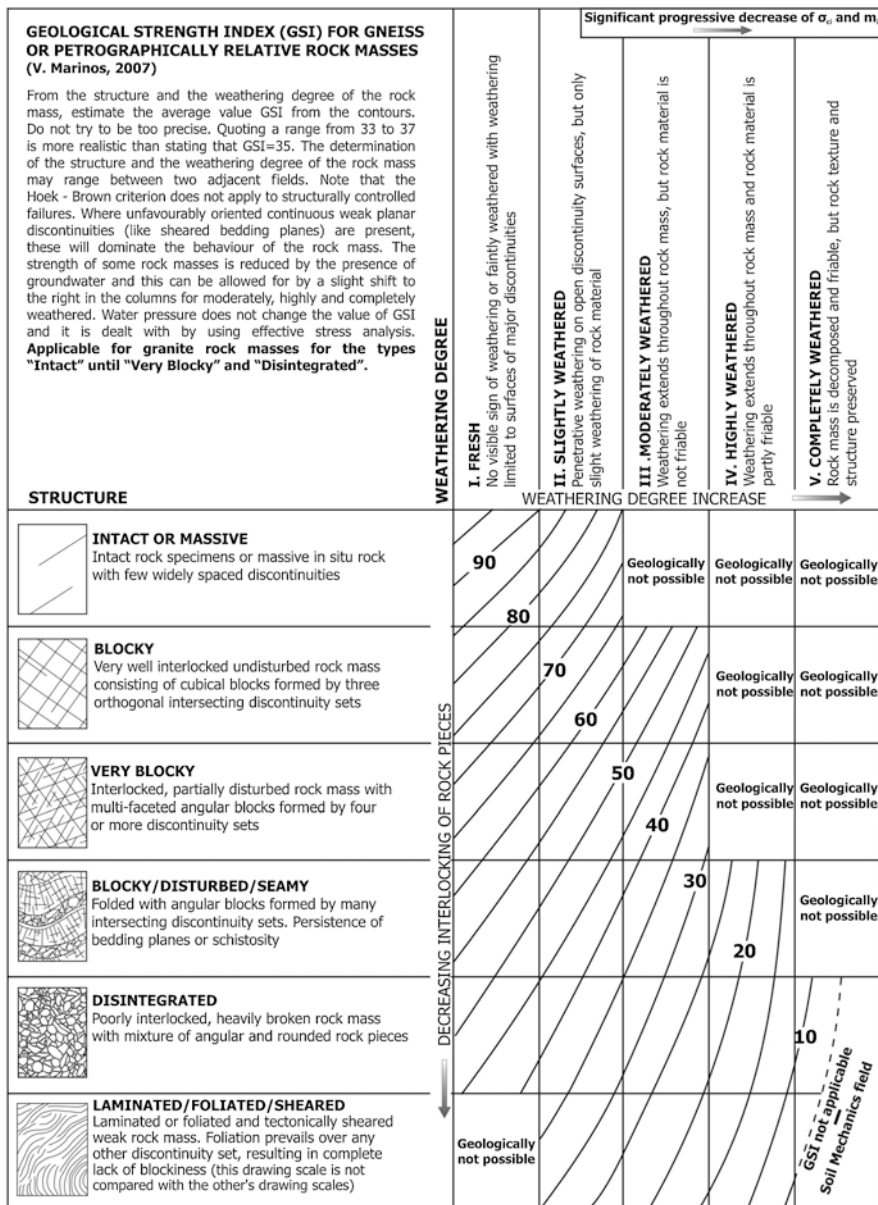 Significant progressive decrease of σci and mi
GEOLOGICAL STRENGTH INDEX (GSI) FOR GNEISS
OR PETROGRAPHICALLY RELATIVE ROCK MASSES
(V. Marinos, 2007)
From the structure and the weathering degree of the rock
mass, estimate the average value GSI from the contours.
Do not try to be too precise. Quoting a range from 33 to 37
is more realistic than stating that GSI=35. The determination
of the structure and the weathering degree of the rock mass
may range between two adjacent fields. Note that the
Hoek - Brown criterion does not apply to structurally controlled
failures. Where unfavourably oriented continuous weak planar
discontinuities (like sheared bedding planes) are present,
these will dominate the behaviour of the rock mass. The
strength of some rock masses is reduced by the presence of
groundwater and this can be allowed for by a slight shift to
the right in the columns for moderately, highly and completely
weathered. Water pressure does not change the value of GSI
and it is dealt with by using effective stress analysis.
Applicable for granite rock masses for the types
"Intact" until "Very Blocky" and "Disintegrated".
WEATHERING DEGREE
I. FRESH
No visible sign of weathering or faintly weathered with weathering
limited to surfaces of major discontinuities
II. SLIGHTLY WEATHERED
Penetrative weathering on open discontinuity surfaces, but only
slight weathering of rock material
III .MODERATELY WEATHERED
Weathering extends throughout rock mass, but rock material is
not friable
IV. HIGHLY WEATHERED
Weathering extends throughout rock mass and rock material is
partly friable
V. COMPLETELY WEATHERED
Rock mass is decomposed and friable, but rock texture and
structure preserved
STRUCTURE
WEATHERING DEGREE INCREASE
DECREASING INTERLOCKING OF ROCK PIECES
INTACT OR MASSIVE
Intact rock specimens or massive in situ rock
with few widely spaced discontinuities
90
80
Geologically
not possible
Geologically
not possible
Geologically
not possible
BLOCKY
Very well interlocked undisturbed rock mass
consisting of cubical blocks formed by three
orthogonal intersecting discontinuity sets
70
60
Geologically
not possible
Geologically
not possible
VERY BLOCKY
Interlocked, partially disturbed rock mass with
multi-faceted angular blocks formed by four
or more discontinuity sets
50
40
Geologically
not possible
Geologically
not possible
BLOCKY/DISTURBED/SEAMY
Folded with angular blocks formed by many
intersecting discontinuity sets. Persistence of
bedding planes or schistosity
30
20
Geologically
not possible
DISINTEGRATED
Poorly interlocked, heavily broken rock mass
with mixture of angular and rounded rock pieces
10
LAMINATED/FOLIATED/SHEARED
Laminated or foliated and tectonically sheared
weak rock mass. Foliation prevails over any
other discontinuity set, resulting in complete
lack of blockiness (this drawing scale is not
compared with the other's drawing scales)
Geologically
not possible
GSI not applicable
Soil Mechanics field